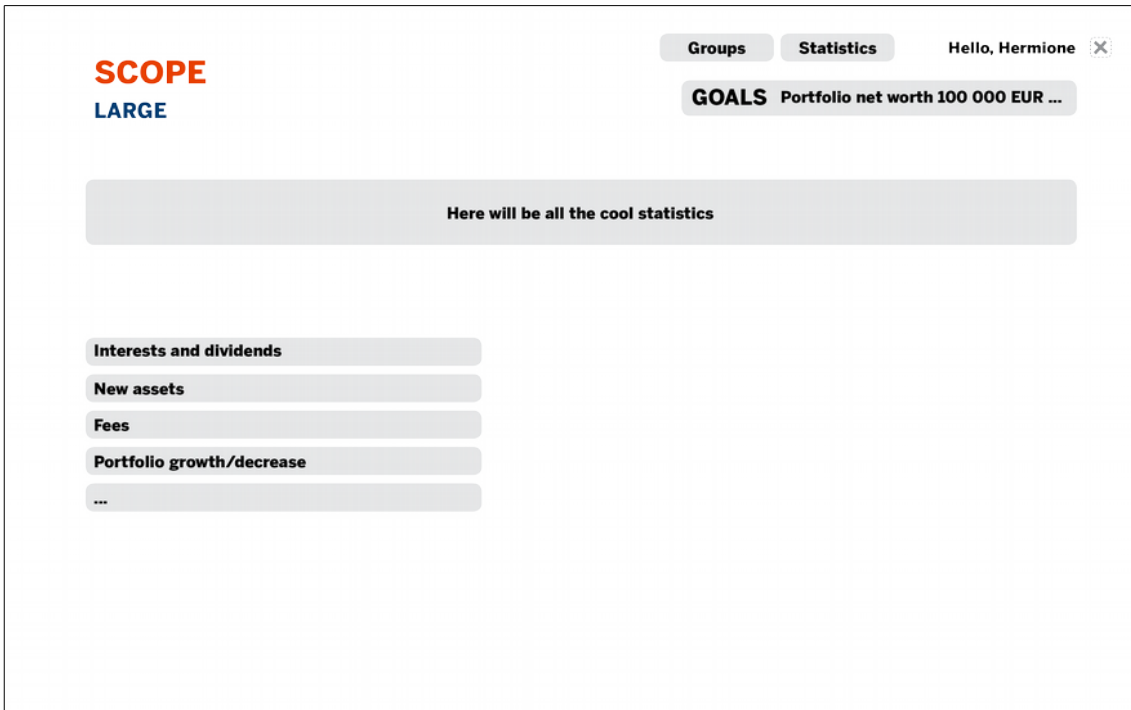 Groups Statistics Hello, Hermione
SCOPE
LARGE
GOALS Portfolio net worth 100 000 EUR ...
Here will be all the cool statistics
Interests and dividends
New assets
Fees
Portfolio growth/decrease
...